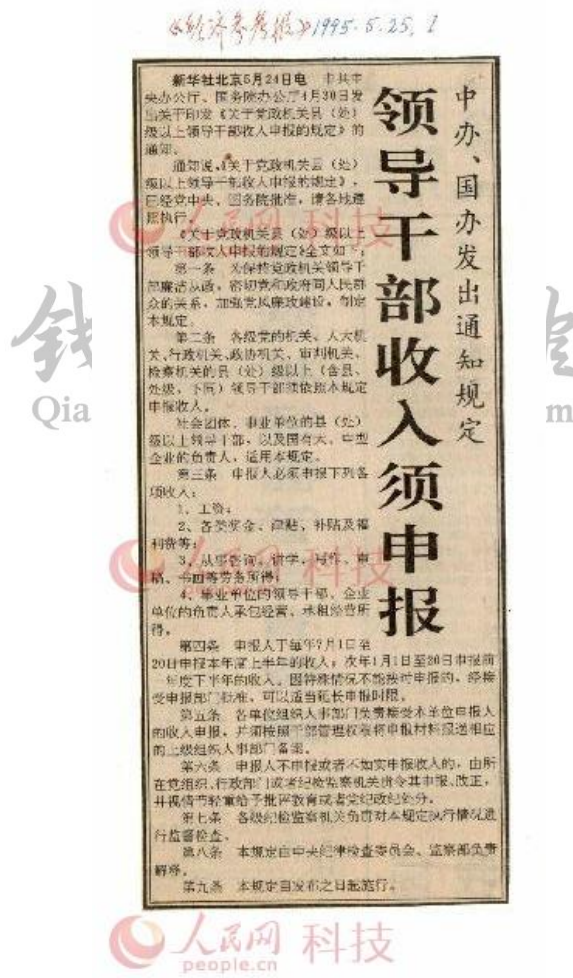 《经济参考报》1995.5.25.1
中办、国办发出通知规定
领导干部收入须申报
新华社北京5月24日电 中共中
央办公厅、国务院办公厅4月30日发
出关于印发《关于党政机关县（处）
级以上领导干部收入申报的规定》的
通知。
通知说，《关于党政机关县（处）
级以上领导干部收入申报的规定》，
已经党中央、国务院批准，请各地遵
照执行。
《关于党政机关县（处）级以上
领导干部收入申报的规定》全文如下：
第一条 为保持党政机关领导干
部廉洁从政，密切党和政府同人民群
众的关系，加强党风廉政建设，制定
本规定。
第二条 各级党的机关、人大机
关、行政机关、政协机关、审判机关、
检察机关的县（处）级以上（含县、
处级，下同）领导干部须依照本规定
申报收入。
社会团体、事业单位的县（处）
级以上领导干部，以及国有大、中型
企业的负责人，适用本规定。
第三条 申报人必须申报下列各
项收入：
1、工资；
2、各类奖金、津贴、补贴及福
利费等；
3、从事咨询、讲学、写作、审
稿、书画等劳务所得；
4、事业单位的领导干部、企业
单位的负责人承包经营、承租经营所
得。
第四条 申报人于每年7月1日至
20日申报本年度上半年的收入；次年1月1日至20日申报前
一年度下半年的收入。因特殊情况不能按时申报的，经接
受申报部门批准，可以适当延长申报时限。
第五条 各单位组织人事部门负责接受本单位申报人
的收入申报，并须按照干部管理权限将申报材料报送相应
的上级组织人事部门备案。
第六条 申报人不申报或者不如实申报收入的，由所
在党组织、行政部门或者纪检监察机关责令其申报、改正，
并视情节轻重给予批评教育或者党纪政纪处分。
第七条 各级纪检监察机关负责对本规定执行情况进
行监督检查。
第八条 本规定由中央纪律检查委员会、监察部负责
解释。
第九条 本规定自发布之日起施行。
人民网 科技
人民网 科技
人民网 科技
people.cn
钱
Qia
m